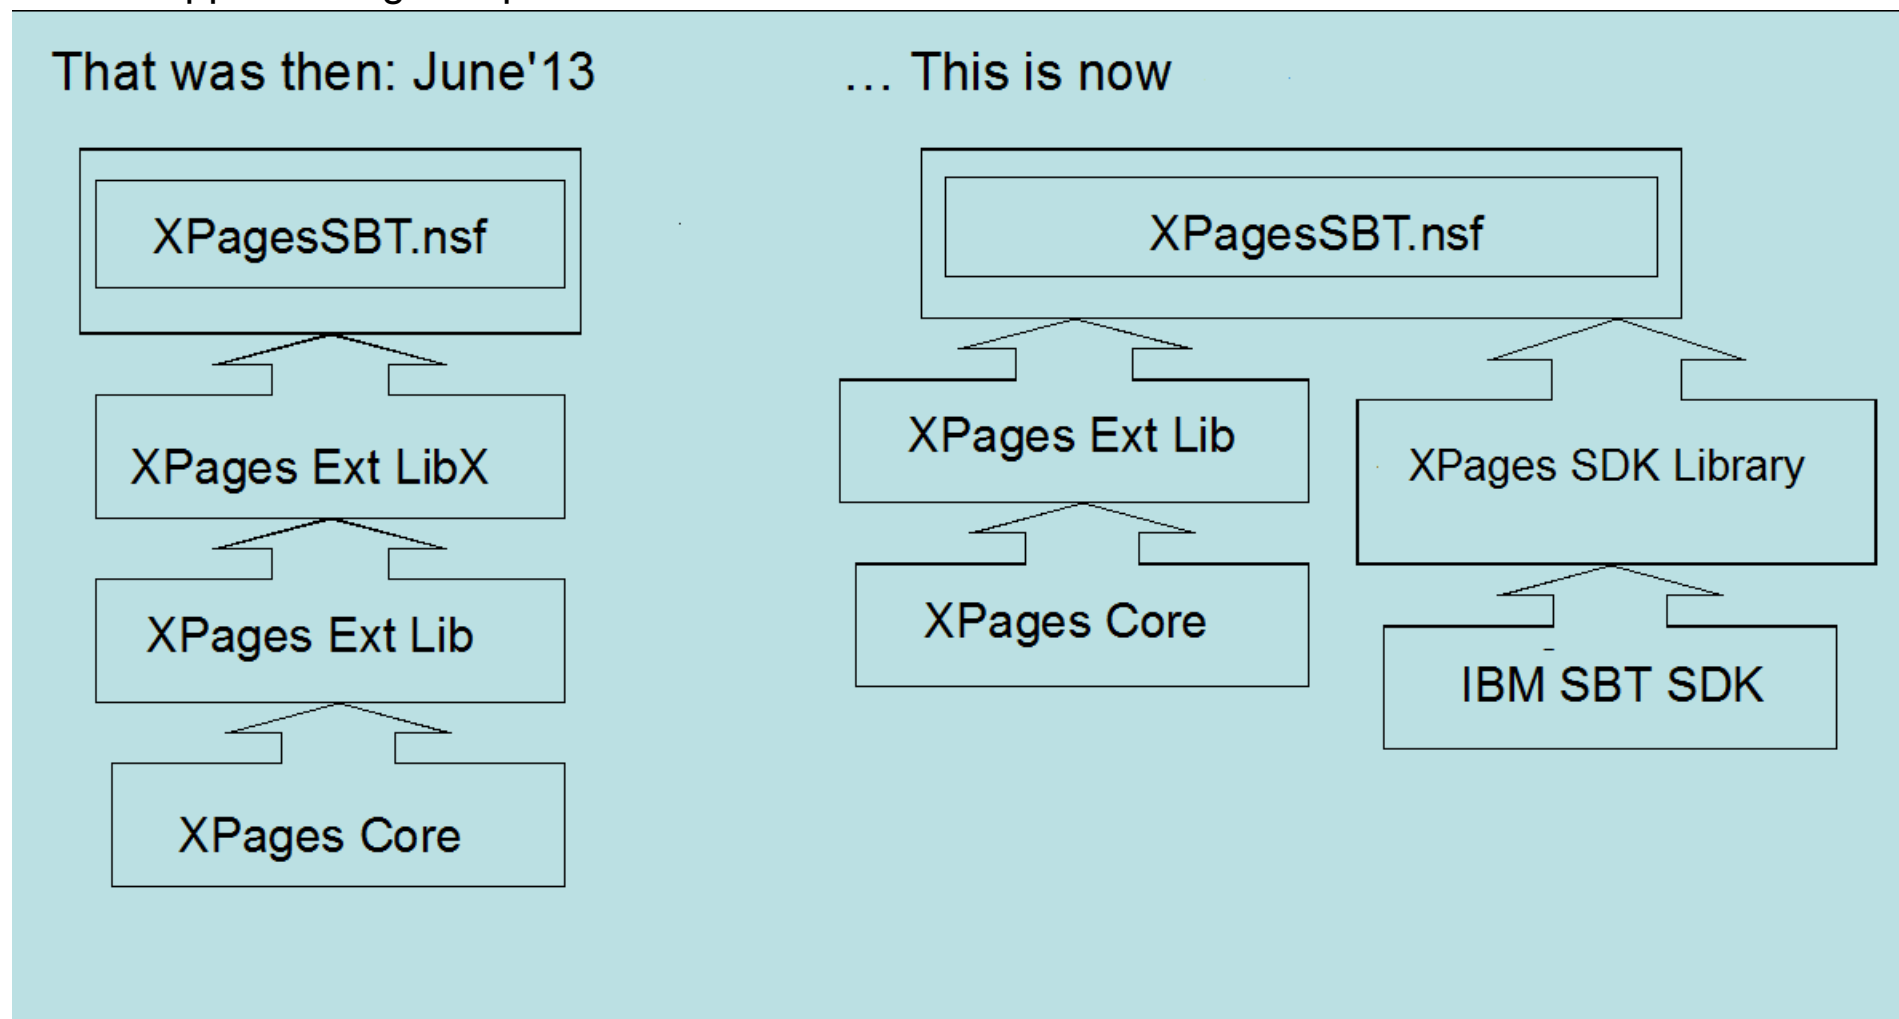 That was then: June'13
XPagesSBT.nsf
XPages Ext LibX
XPages Ext Lib
XPages Core
... This is now
XPagesSBT.nsf
XPages Ext Lib
XPages SDK Library
XPages Core
IBM SBT SDK